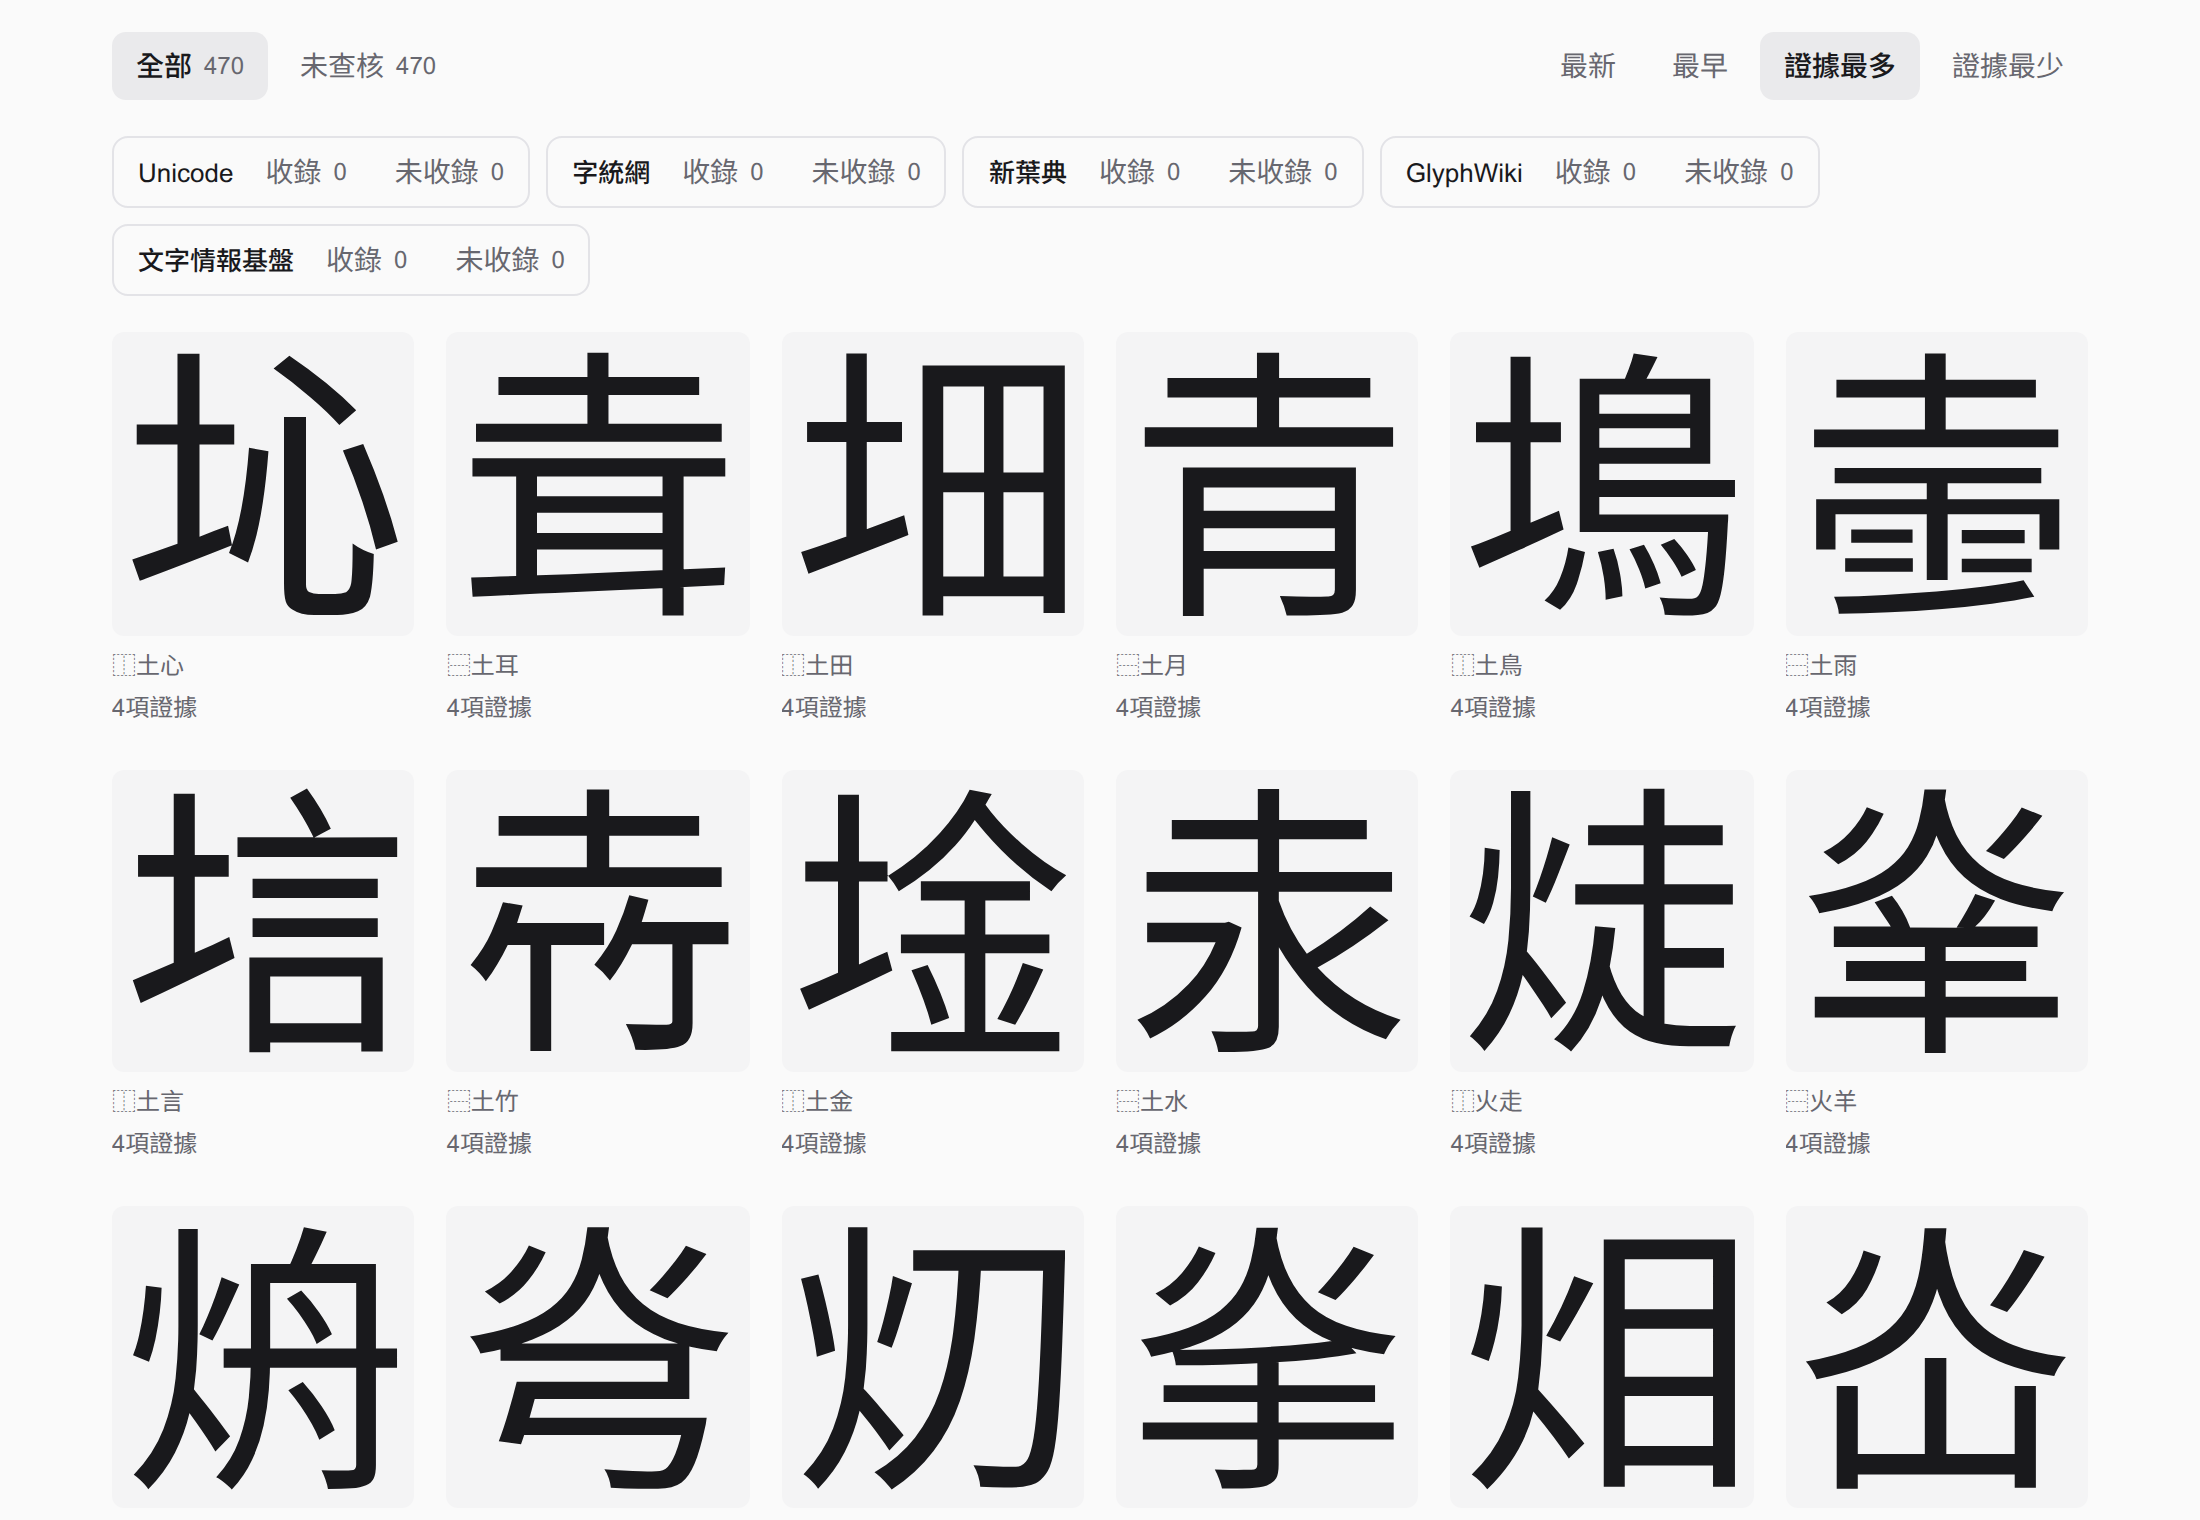 全部 470 未查核 470 最新 最早 證據最多 證據最少
Unicode 收錄 0 未收錄 0 字統網 收錄 0 未收錄 0 新葉典 收錄 0 未收錄 0 GlyphWiki 收錄 0 未收錄 0
文字情報基盤 收錄 0 未收錄 0
⿰土心 ⿱土耳 ⿰土田 ⿱土月 ⿰土鳥 ⿱土雨
4項證據 4項證據 4項證據 4項證據 4項證據 4項證據
⿰土言 ⿱土竹 ⿰土金 ⿱土水 ⿰火走 ⿱火羊
4項證據 4項證據 4項證據 4項證據 4項證據 4項證據